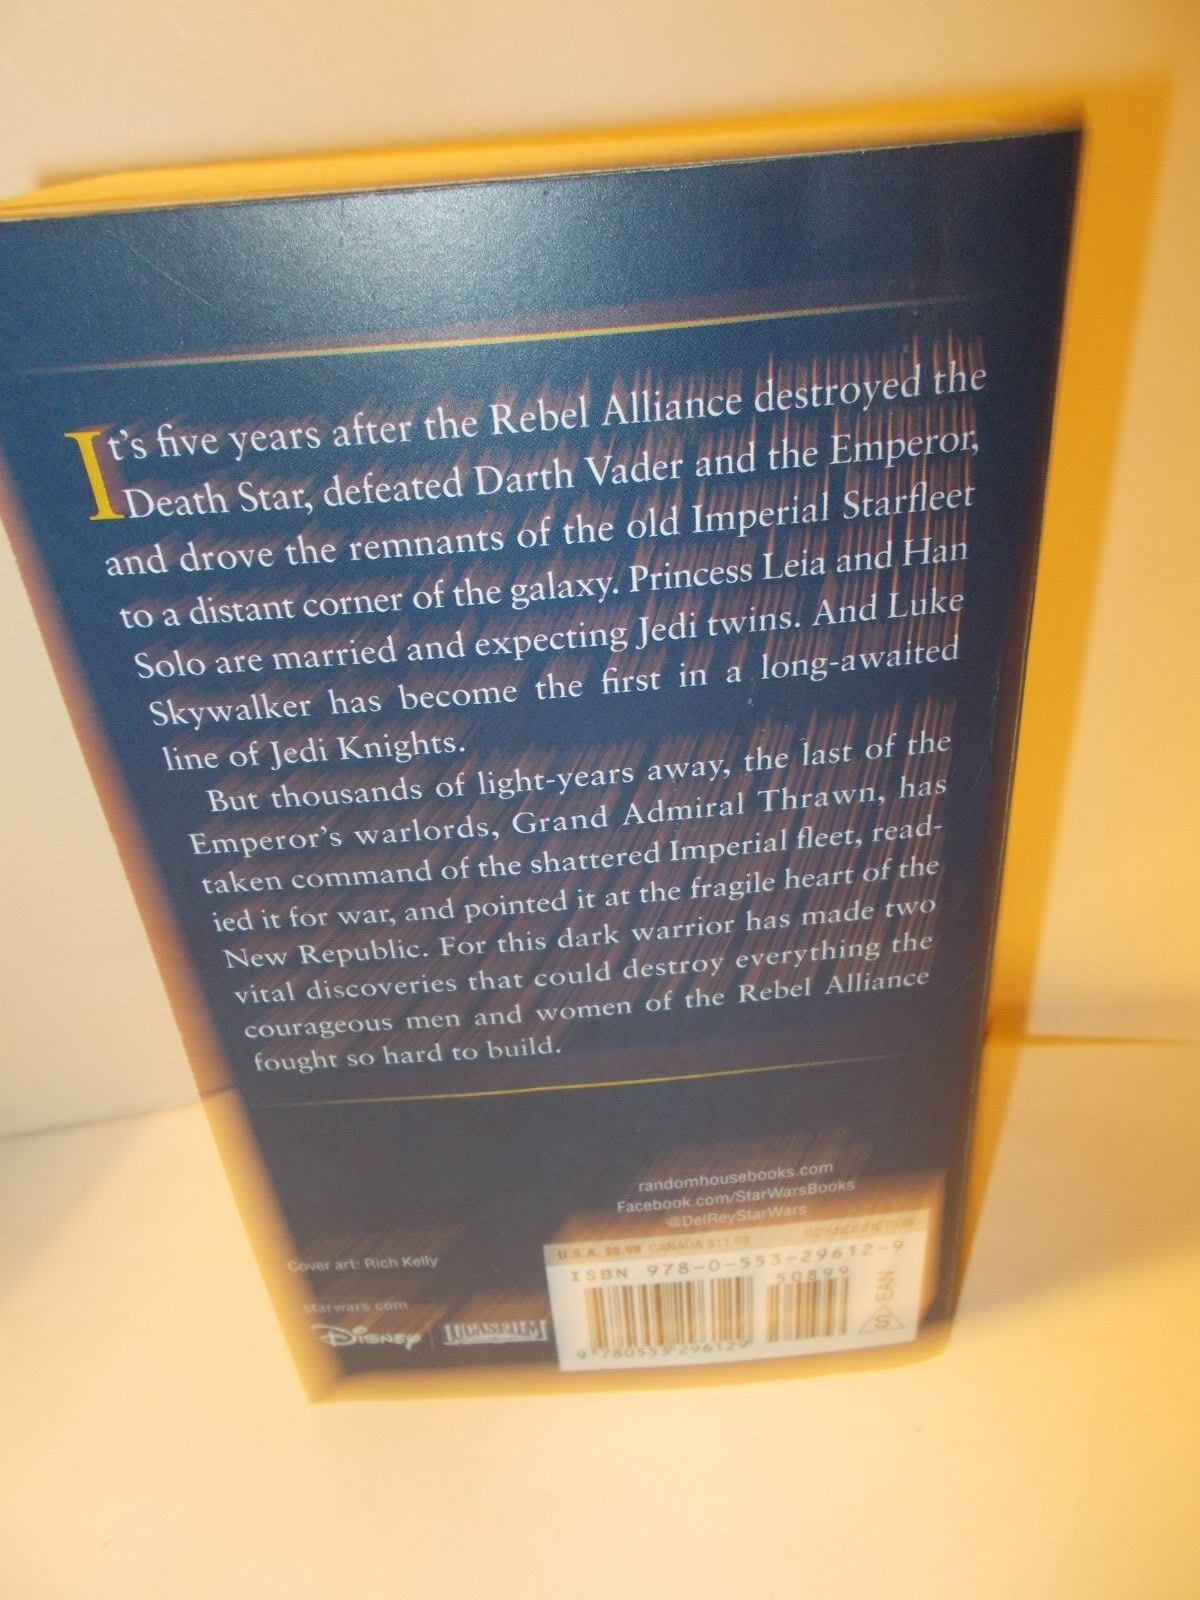 It's five years after the Rebel Alliance destroyed the
Death Star, defeated Darth Vader and the Emperor,
and drove the remnants of the old Imperial Starfleet
to a distant corner of the galaxy. Princess Leia and Han
Solo are married and expecting Jedi twins. And Luke
Skywalker has become the first in a long-awaited
line of Jedi Knights.
But thousands of light-years away, the last of the
Emperor's warlords, Grand Admiral Thrawn, has
taken command of the shattered Imperial fleet, read-
ied it for war, and pointed it at the fragile heart of the
New Republic. For this dark warrior has made two
vital discoveries that could destroy everything the
courageous men and women of the Rebel Alliance
fought so hard to build.
randomhousebooks.com
Facebook.com/StarWarsBooks
@DelReyStarWars
Cover art: Rich Kelly
starwars.com
Disney
LUCASFILM
U.S.A. $8.99 CANADA $11.99 SCIENCE FICTION
ISBN 978-0-553-29612-9
50899
9 780553 296129
S EAN